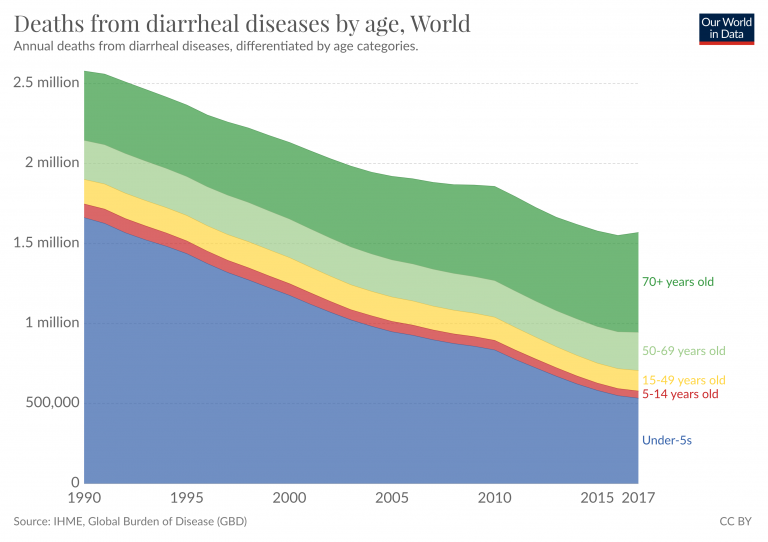 Deaths from diarrheal diseases by age, World
Annual deaths from diarrheal diseases, differentiated by age categories.
Our World
in Data
2.5 million
2 million
1.5 million
1 million
500,000
0
70+ years old
50-69 years old
15-49 years old
5-14 years old
Under-5s
1990
1995
2000
2005
2010
2015
2017
Source: IHME, Global Burden of Disease (GBD)
CC BY